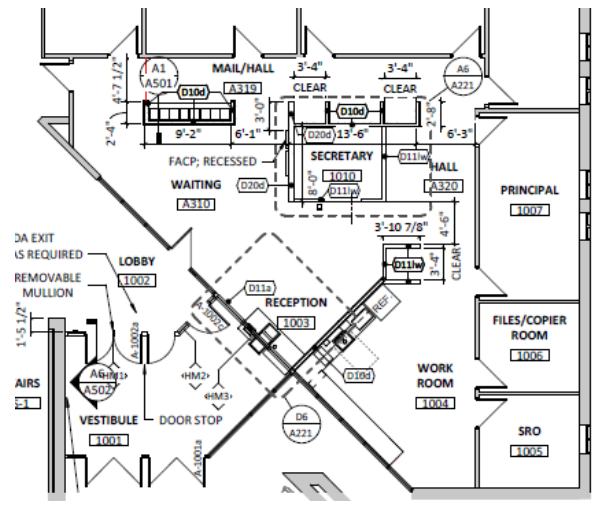 A1
A501
MAIL/HALL
A319
3'-4"
CLEAR
3'-4"
CLEAR
A6
A221
4'-7 1/2"
D10d
D10d
2'-4"
3'-0"
2'-8"
9'-2"
6'-1"
D20d
13'-6"
6'-3"
FACP; RECESSED
SECRETARY
1010
D11lw
HALL
A320
WAITING
A310
D20d
8'-0"
D11lw
PRINCIPAL
1007
3'-10 7/8"
4'-6"
DA EXIT
AS REQUIRED
REMOVABLE
MULLION
LOBBY
1002
D11a
D11lw
3'-4"
CLEAR
RECEPTION
1003
REF.
1'-5 1/2"
A-1002a
A-1002c
FILES/COPIER
ROOM
1006
A6
A502
HM1
HM2
HM3
D10d
WORK
ROOM
1004
AIRS
S-1
VESTIBULE
1001
DOOR STOP
D6
A221
A-1001a
SRO
1005